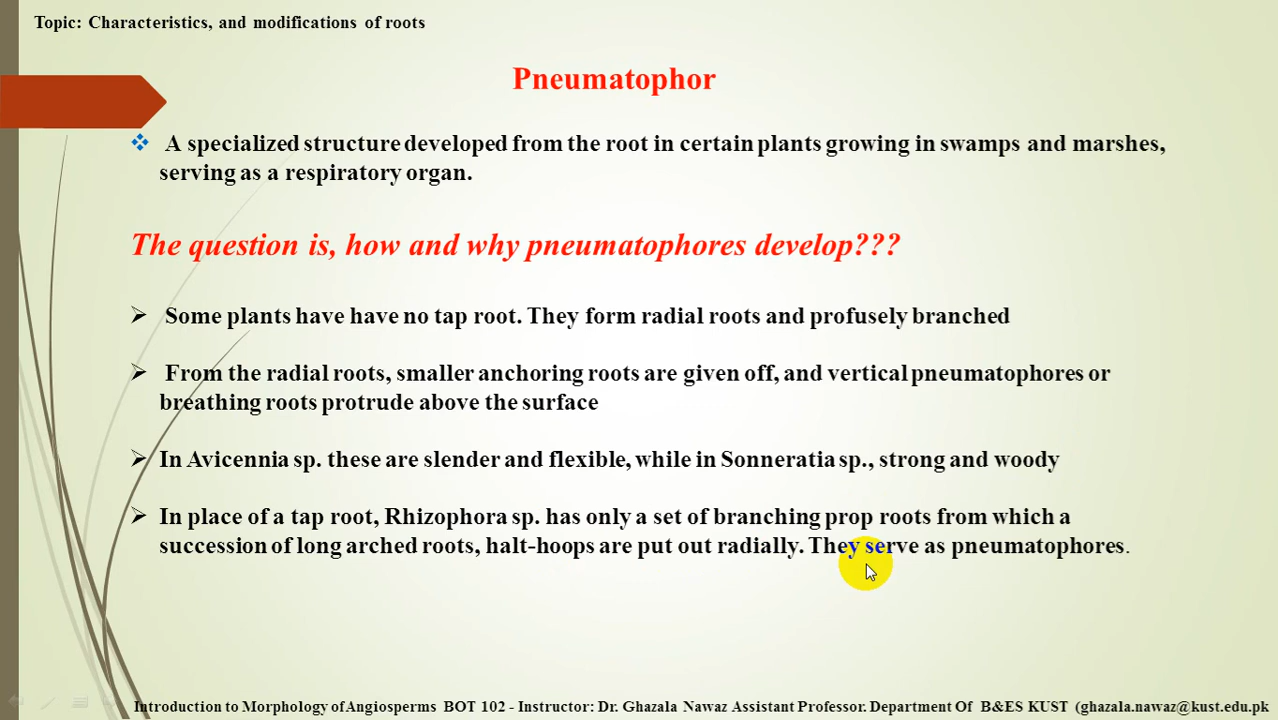 Topic: Characteristics, and modifications of roots
Pneumatophor
A specialized structure developed from the root in certain plants growing in swamps and marshes,
serving as a respiratory organ.
The question is, how and why pneumatophores develop???
Some plants have have no tap root. They form radial roots and profusely branched
From the radial roots, smaller anchoring roots are given off, and vertical pneumatophores or
breathing roots protrude above the surface
In Avicennia sp. these are slender and flexible, while in Sonneratia sp., strong and woody
In place of a tap root, Rhizophora sp. has only a set of branching prop roots from which a
succession of long arched roots, halt-hoops are put out radially. They serve as pneumatophores.
Introduction to Morphology of Angiosperms BOT 102 - Instructor: Dr. Ghazala Nawaz Assistant Professor. Department Of B&ES KUST (ghazala.nawaz@kust.edu.pk